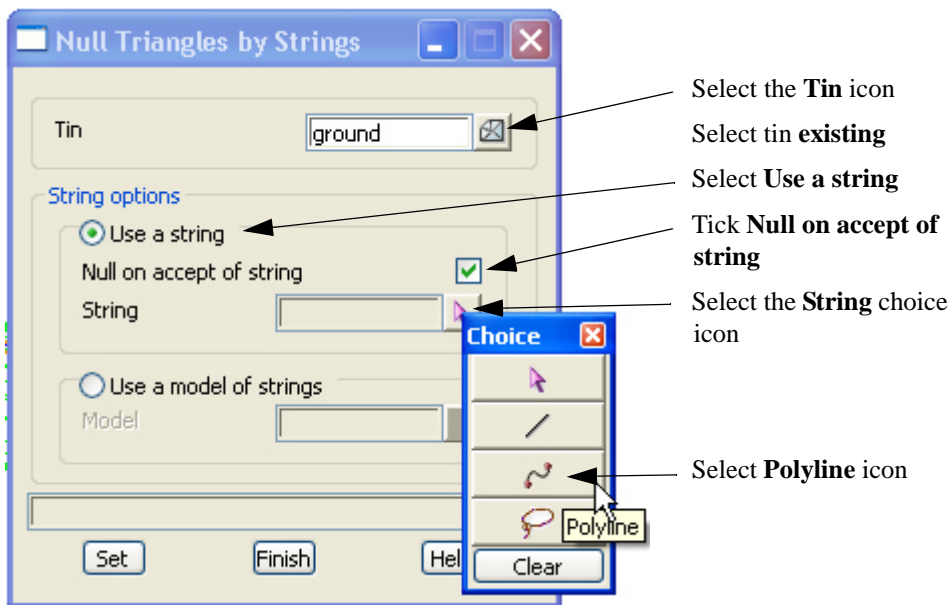 Null Triangles by Strings
Tin
ground
String options
Use a string
Null on accept of string
String
Use a model of strings
Model
Set
Finish
Hel
Choice
Polyline
Clear
Select the Tin icon
Select tin existing
Select Use a string
Tick Null on accept of
string
Select the String choice
icon
Select Polyline icon